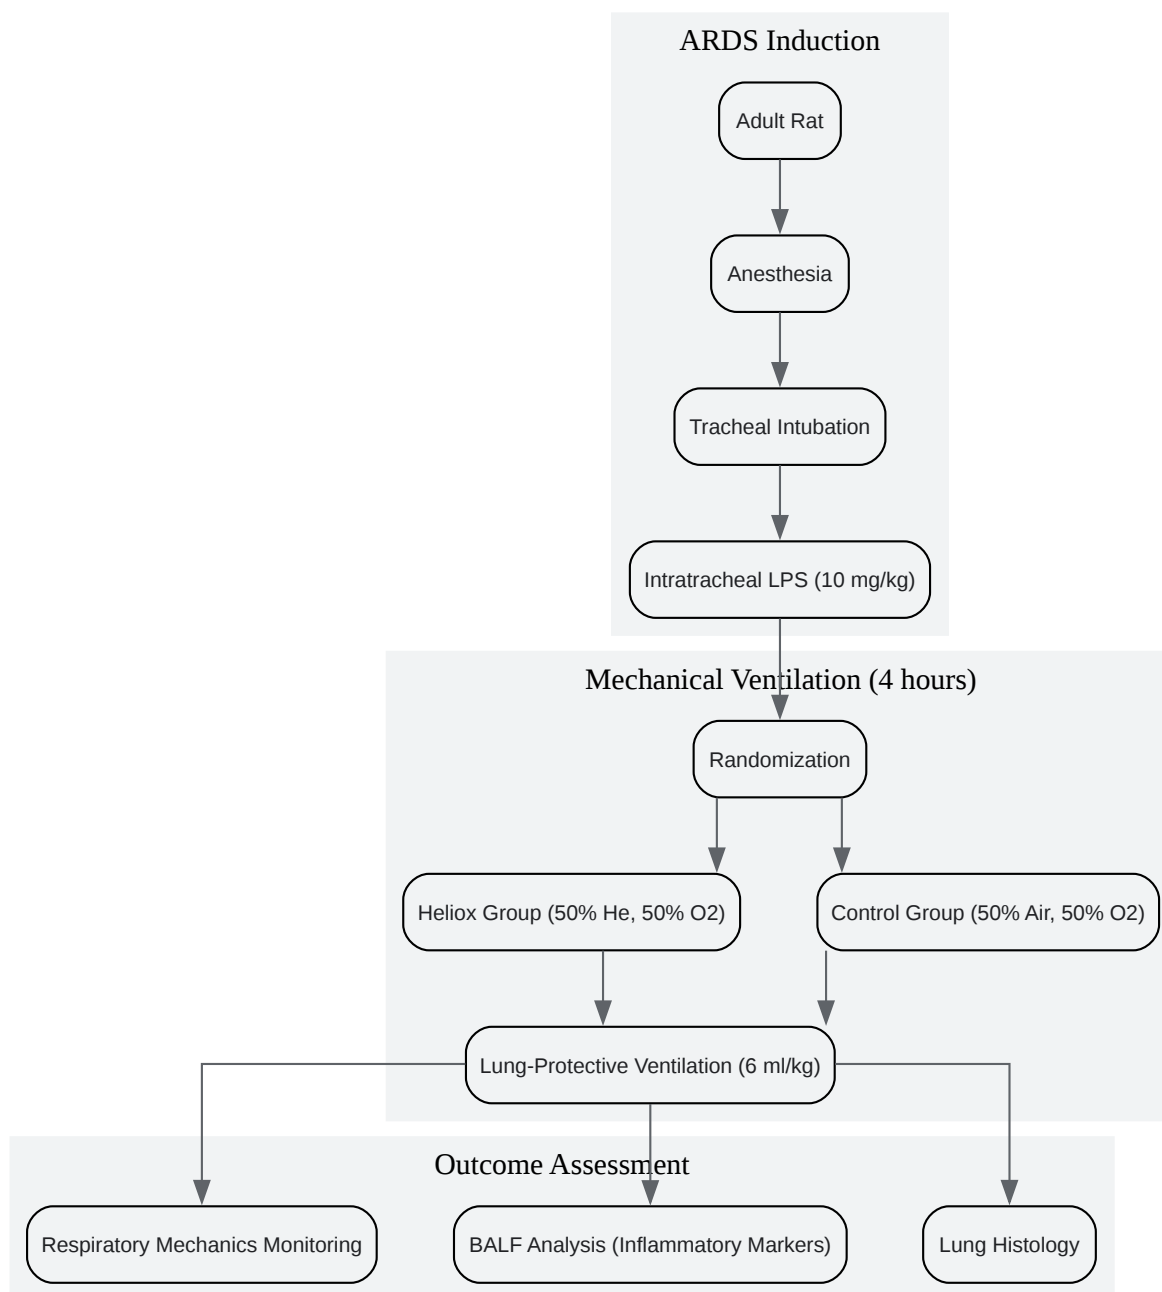 ARDS Induction
Adult Rat
Anesthesia
Tracheal Intubation
Intratracheal LPS (10 mg/kg)
Mechanical Ventilation (4 hours)
Randomization
Heliox Group (50% He, 50% O2)
Control Group (50% Air, 50% O2)
Lung-Protective Ventilation (6 ml/kg)
Outcome Assessment
Respiratory Mechanics Monitoring
BALF Analysis (Inflammatory Markers)
Lung Histology